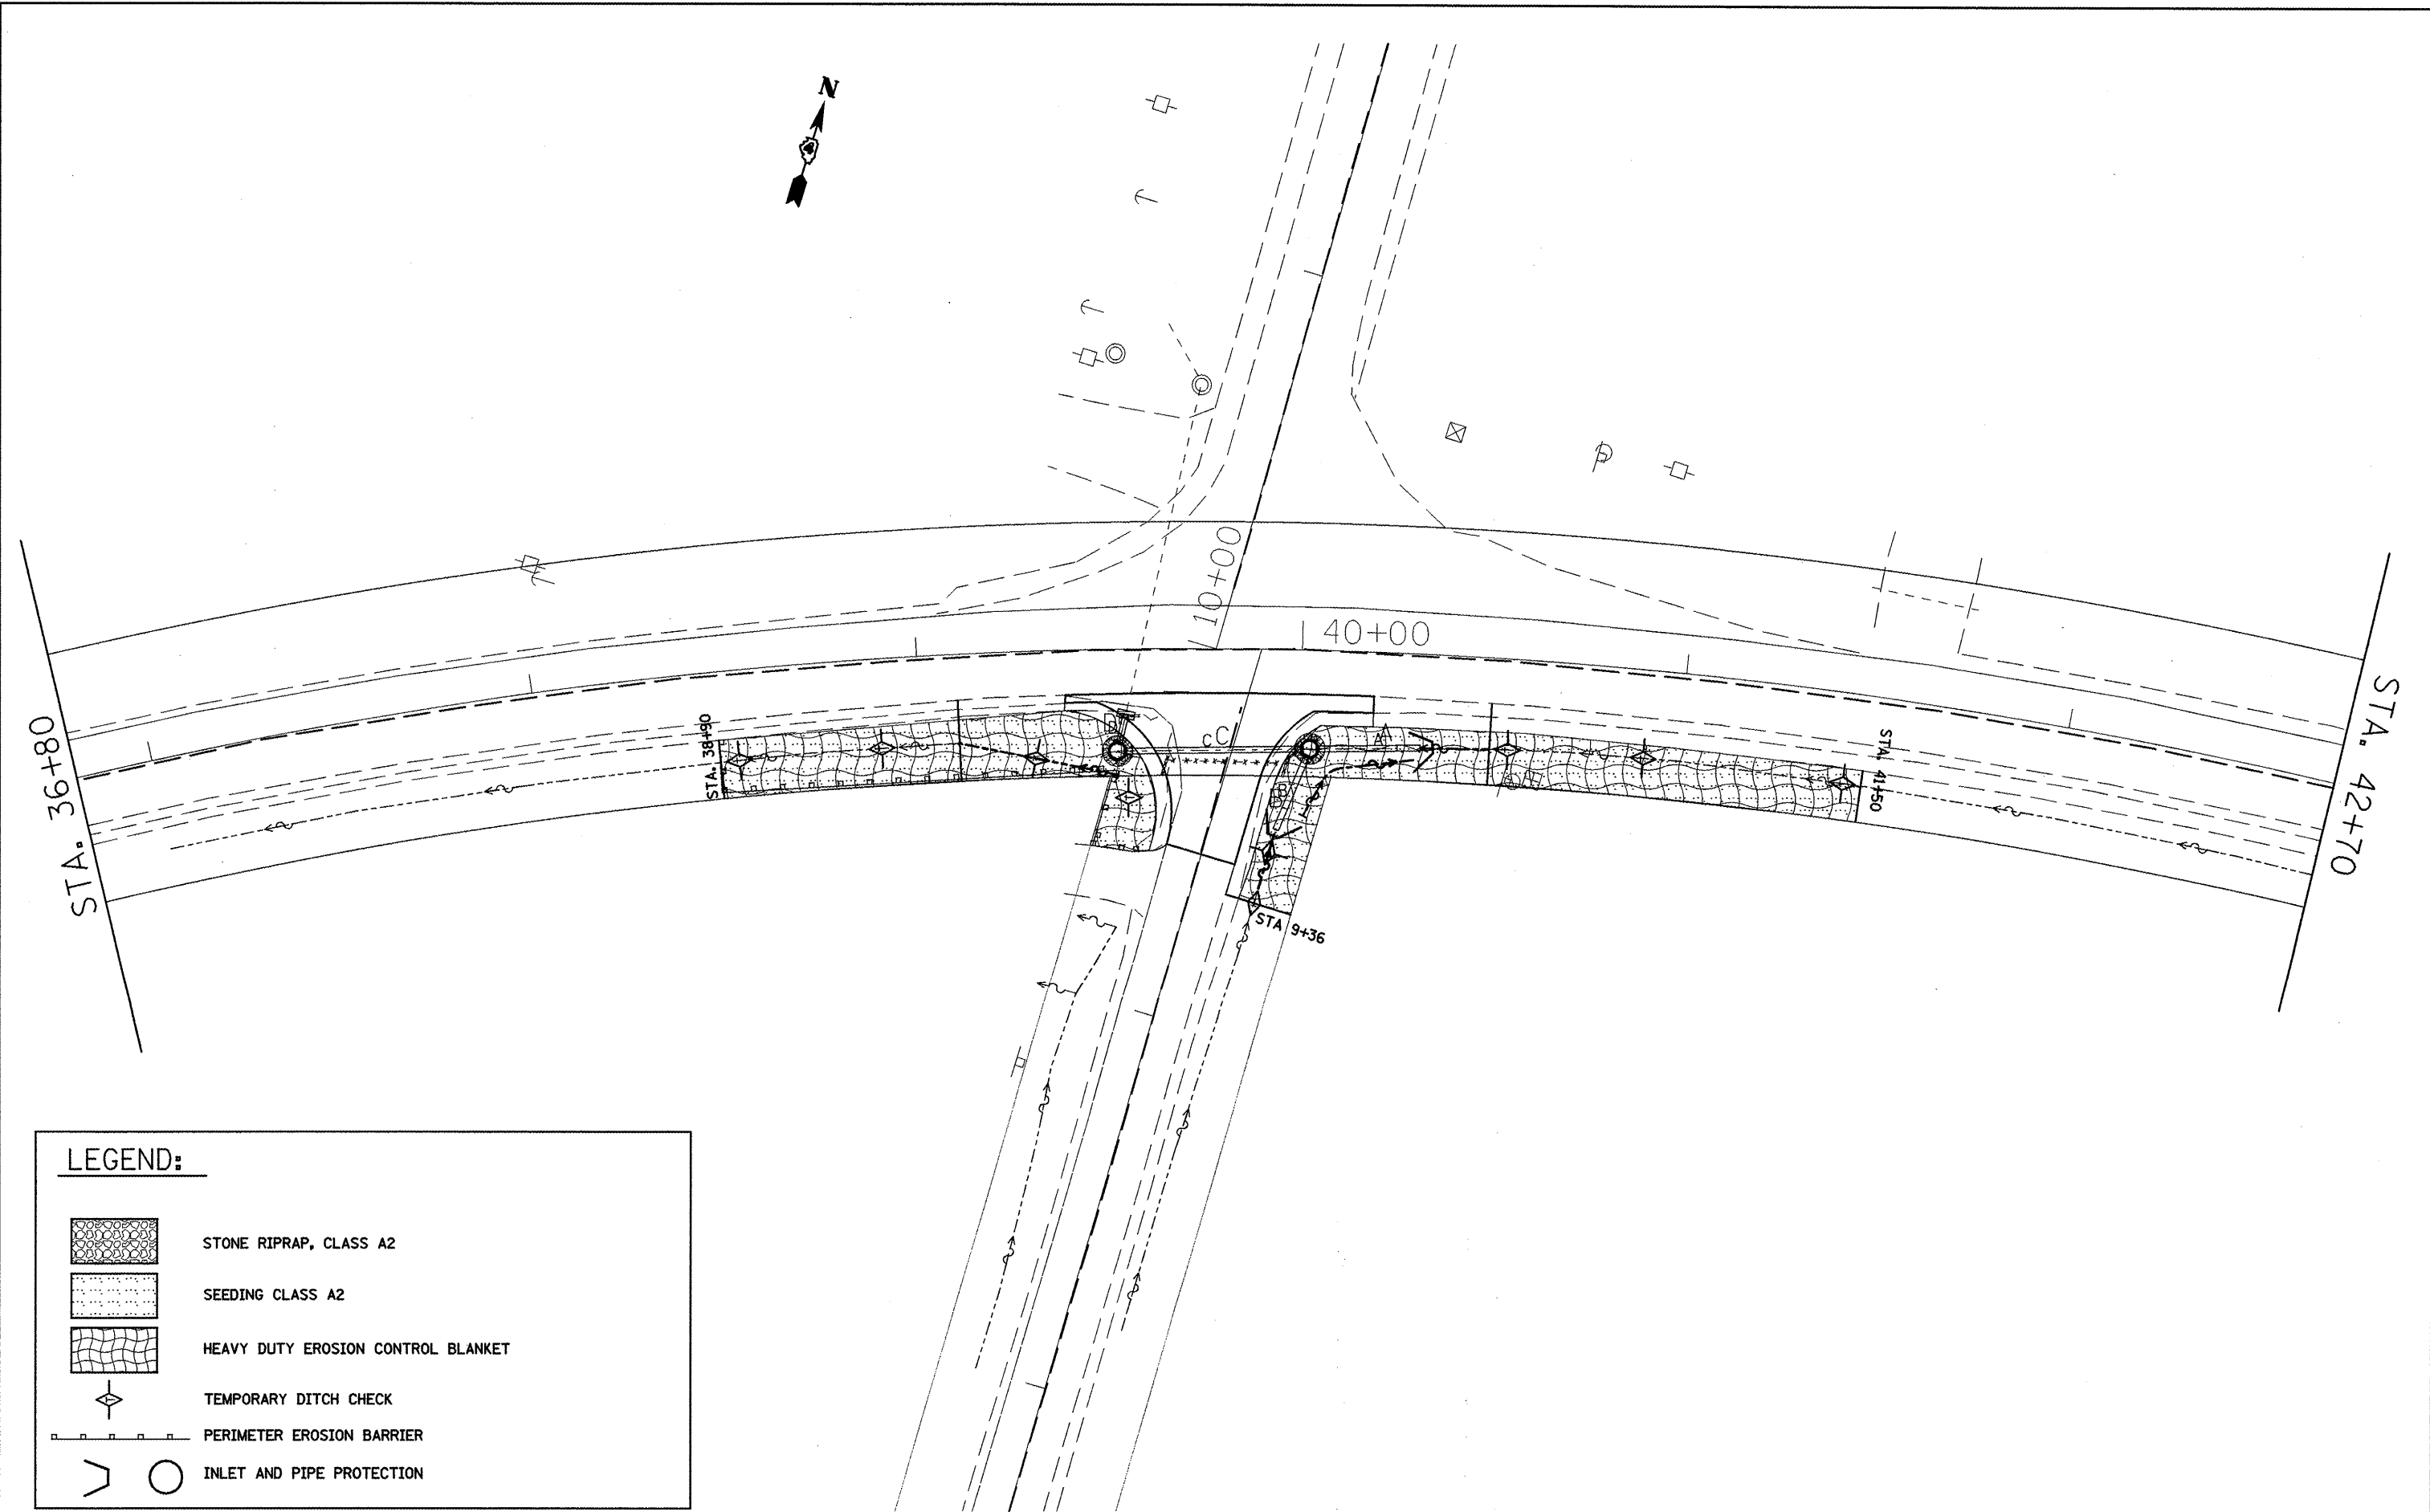 N
10+00
40+00
STA. 36+80
STA. 38+90
D
C
C
A
A
B
STA. 41+50
STA. 42+70
STA 9+36
LEGEND:
STONE RIPRAP, CLASS A2
SEEDING CLASS A2
HEAVY DUTY EROSION CONTROL BLANKET
TEMPORARY DITCH CHECK
PERIMETER EROSION BARRIER
INLET AND PIPE PROTECTION